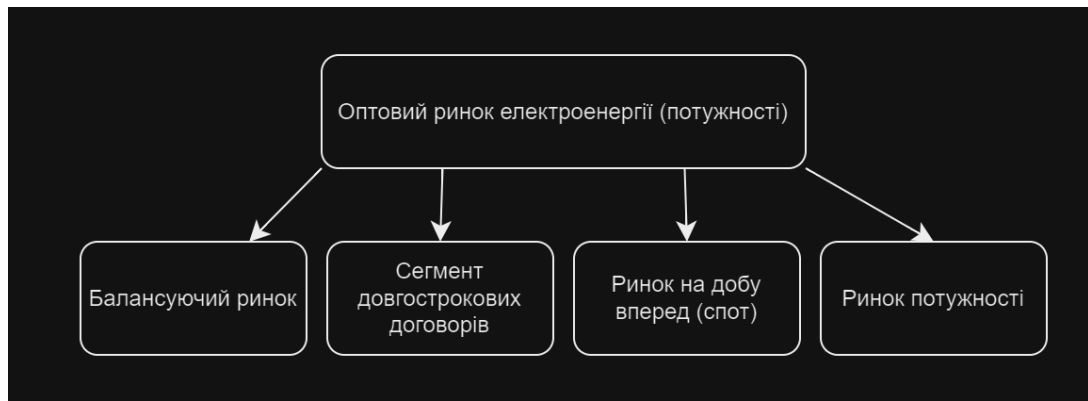 Оптовий ринок електроенергії (потужності)
Балансуючий ринок
Сегмент
довгострокових
договорів
Ринок на добу
вперед (спот)
Ринок потужності